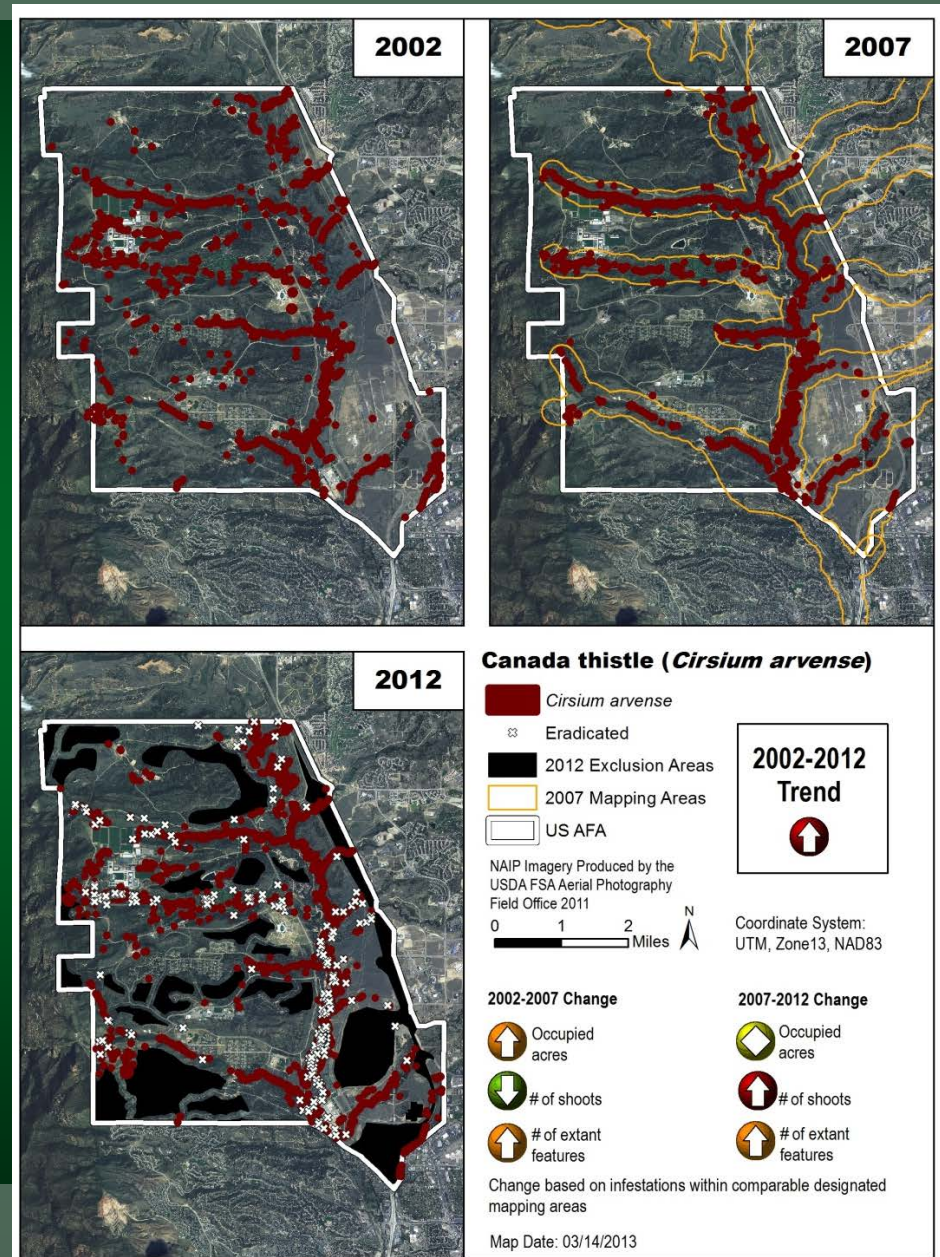 2002
2007
2012
Canada thistle (Cirsium arvense)
Cirsium arvense
Eradicated
2012 Exclusion Areas
2007 Mapping Areas
US AFA
2002-2012
Trend
NAIP Imagery Produced by the
USDA FSA Aerial Photography
Field Office 2011
0 1 2
Miles
N
Coordinate System:
UTM, Zone13, NAD83
2002-2007 Change
Occupied
acres
# of shoots
# of extant
features
2007-2012 Change
Occupied
acres
# of shoots
# of extant
features
Change based on infestations within comparable designated
mapping areas
Map Date: 03/14/2013